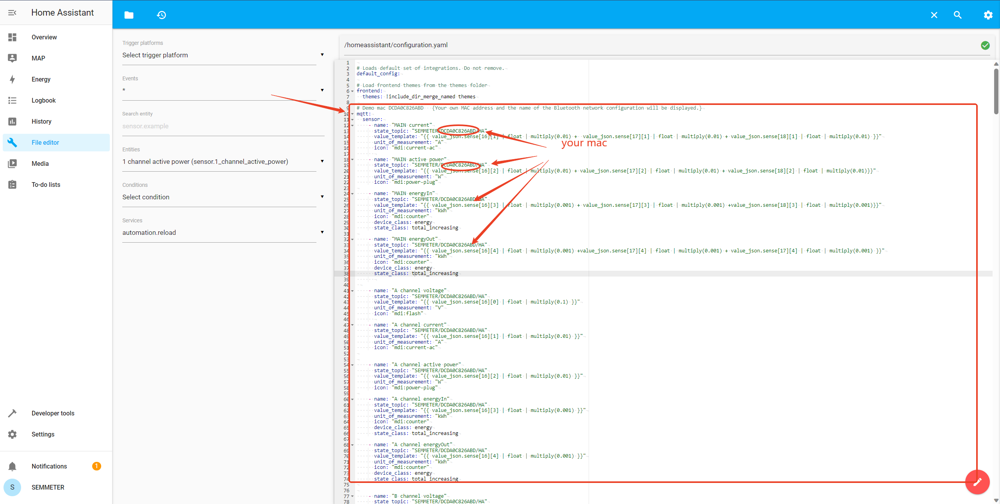 Home Assistant
Overview
MAP
Energy
Logbook
History
File editor
Media
To-do lists
Developer tools
Settings
Notifications
1
S
SEMMETER
Trigger platforms
Select trigger platform
Events
*
Search entity
sensor.example
Entities
1 channel active power (sensor.1_channel_active_power)
Conditions
Select condition
Services
automation.reload
/homeassistant/configuration.yaml
your mac
1
2 # Loads default set of integrations. Do not remove.
3 default_config:
4
5 # Load frontend themes from the themes folder
6 frontend:
7   themes: !include_dir_merge_named themes
8
9 # Demo mac DCDA0C826ABD   {Your own MAC address and the name of the Bluetooth network configuration will be displayed.}
10 mqtt:
11   sensor:
12     - name: "MAIN current"
13       state_topic: "SEMMETER/DCDA0C826ABD/HA"
14       value_template: "{{ value_json.sense[16][1] | float | multiply(0.01) +  value_json.sense[17][1] | float | multiply(0.01) + value_json.sense[18][1] | float | multiply(0.01) }}"
15       unit_of_measurement: "A"
16       icon: "mdi:current-ac"
17
18     - name: "MAIN active power"
19       state_topic: "SEMMETER/DCDA0C826ABD/HA"
20       value_template: "{{ value_json.sense[16][2] | float | multiply(0.01) + value_json.sense[17][2] | float | multiply(0.01) + value_json.sense[18][2] | float | multiply(0.01)}}"
21       unit_of_measurement: "W"
22       icon: "mdi:power-plug"
23
24     - name: "MAIN energyIn"
25       state_topic: "SEMMETER/DCDA0C826ABD/HA"
26       value_template: "{{ value_json.sense[16][3] | float | multiply(0.001) + value_json.sense[17][3] | float | multiply(0.001) +value_json.sense[18][3] | float | multiply(0.001)}}"
27       unit_of_measurement: "kWh"
28       icon: "mdi:counter"
29       device_class: energy
30       state_class: total_increasing
31
32     - name: "MAIN energyOut"
33       state_topic: "SEMMETER/DCDA0C826ABD/HA"
34       value_template: "{{ value_json.sense[16][4] | float | multiply(0.001) +value_json.sense[17][4] | float | multiply(0.001) + value_json.sense[17][4] | float | multiply(0.001) }}"
35       unit_of_measurement: "kWh"
36       icon: "mdi:counter"
37       device_class: energy
38       state_class: total_increasing
39
40
41     - name: "A channel voltage"
42       state_topic: "SEMMETER/DCDA0C826ABD/HA"
43       value_template: "{{ value_json.sense[16][0] | float | multiply(0.1) }}"
44       unit_of_measurement: "V"
45       icon: "mdi:flash"
46
47     - name: "A channel current"
48       state_topic: "SEMMETER/DCDA0C826ABD/HA"
49       value_template: "{{ value_json.sense[16][1] | float | multiply(0.01) }}"
50       unit_of_measurement: "A"
51       icon: "mdi:current-ac"
52
53
54     - name: "A channel active power"
55       state_topic: "SEMMETER/DCDA0C826ABD/HA"
56       value_template: "{{ value_json.sense[16][2] | float | multiply(0.01) }}"
57       unit_of_measurement: "W"
58       icon: "mdi:power-plug"
59
60     - name: "A channel energyIn"
61       state_topic: "SEMMETER/DCDA0C826ABD/HA"
62       value_template: "{{ value_json.sense[16][3] | float | multiply(0.001) }}"
63       unit_of_measurement: "kWh"
64       icon: "mdi:counter"
65       device_class: energy
66       state_class: total_increasing
67
68     - name: "A channel energyOut"
69       state_topic: "SEMMETER/DCDA0C826ABD/HA"
70       value_template: "{{ value_json.sense[16][4] | float | multiply(0.001) }}"
71       unit_of_measurement: "kWh"
72       icon: "mdi:counter"
73       device_class: energy
74       state_class: total_increasing
75
76
77     - name: "B channel voltage"
78       state_topic: "SEMMETER/DCDA0C826ABD/HA"